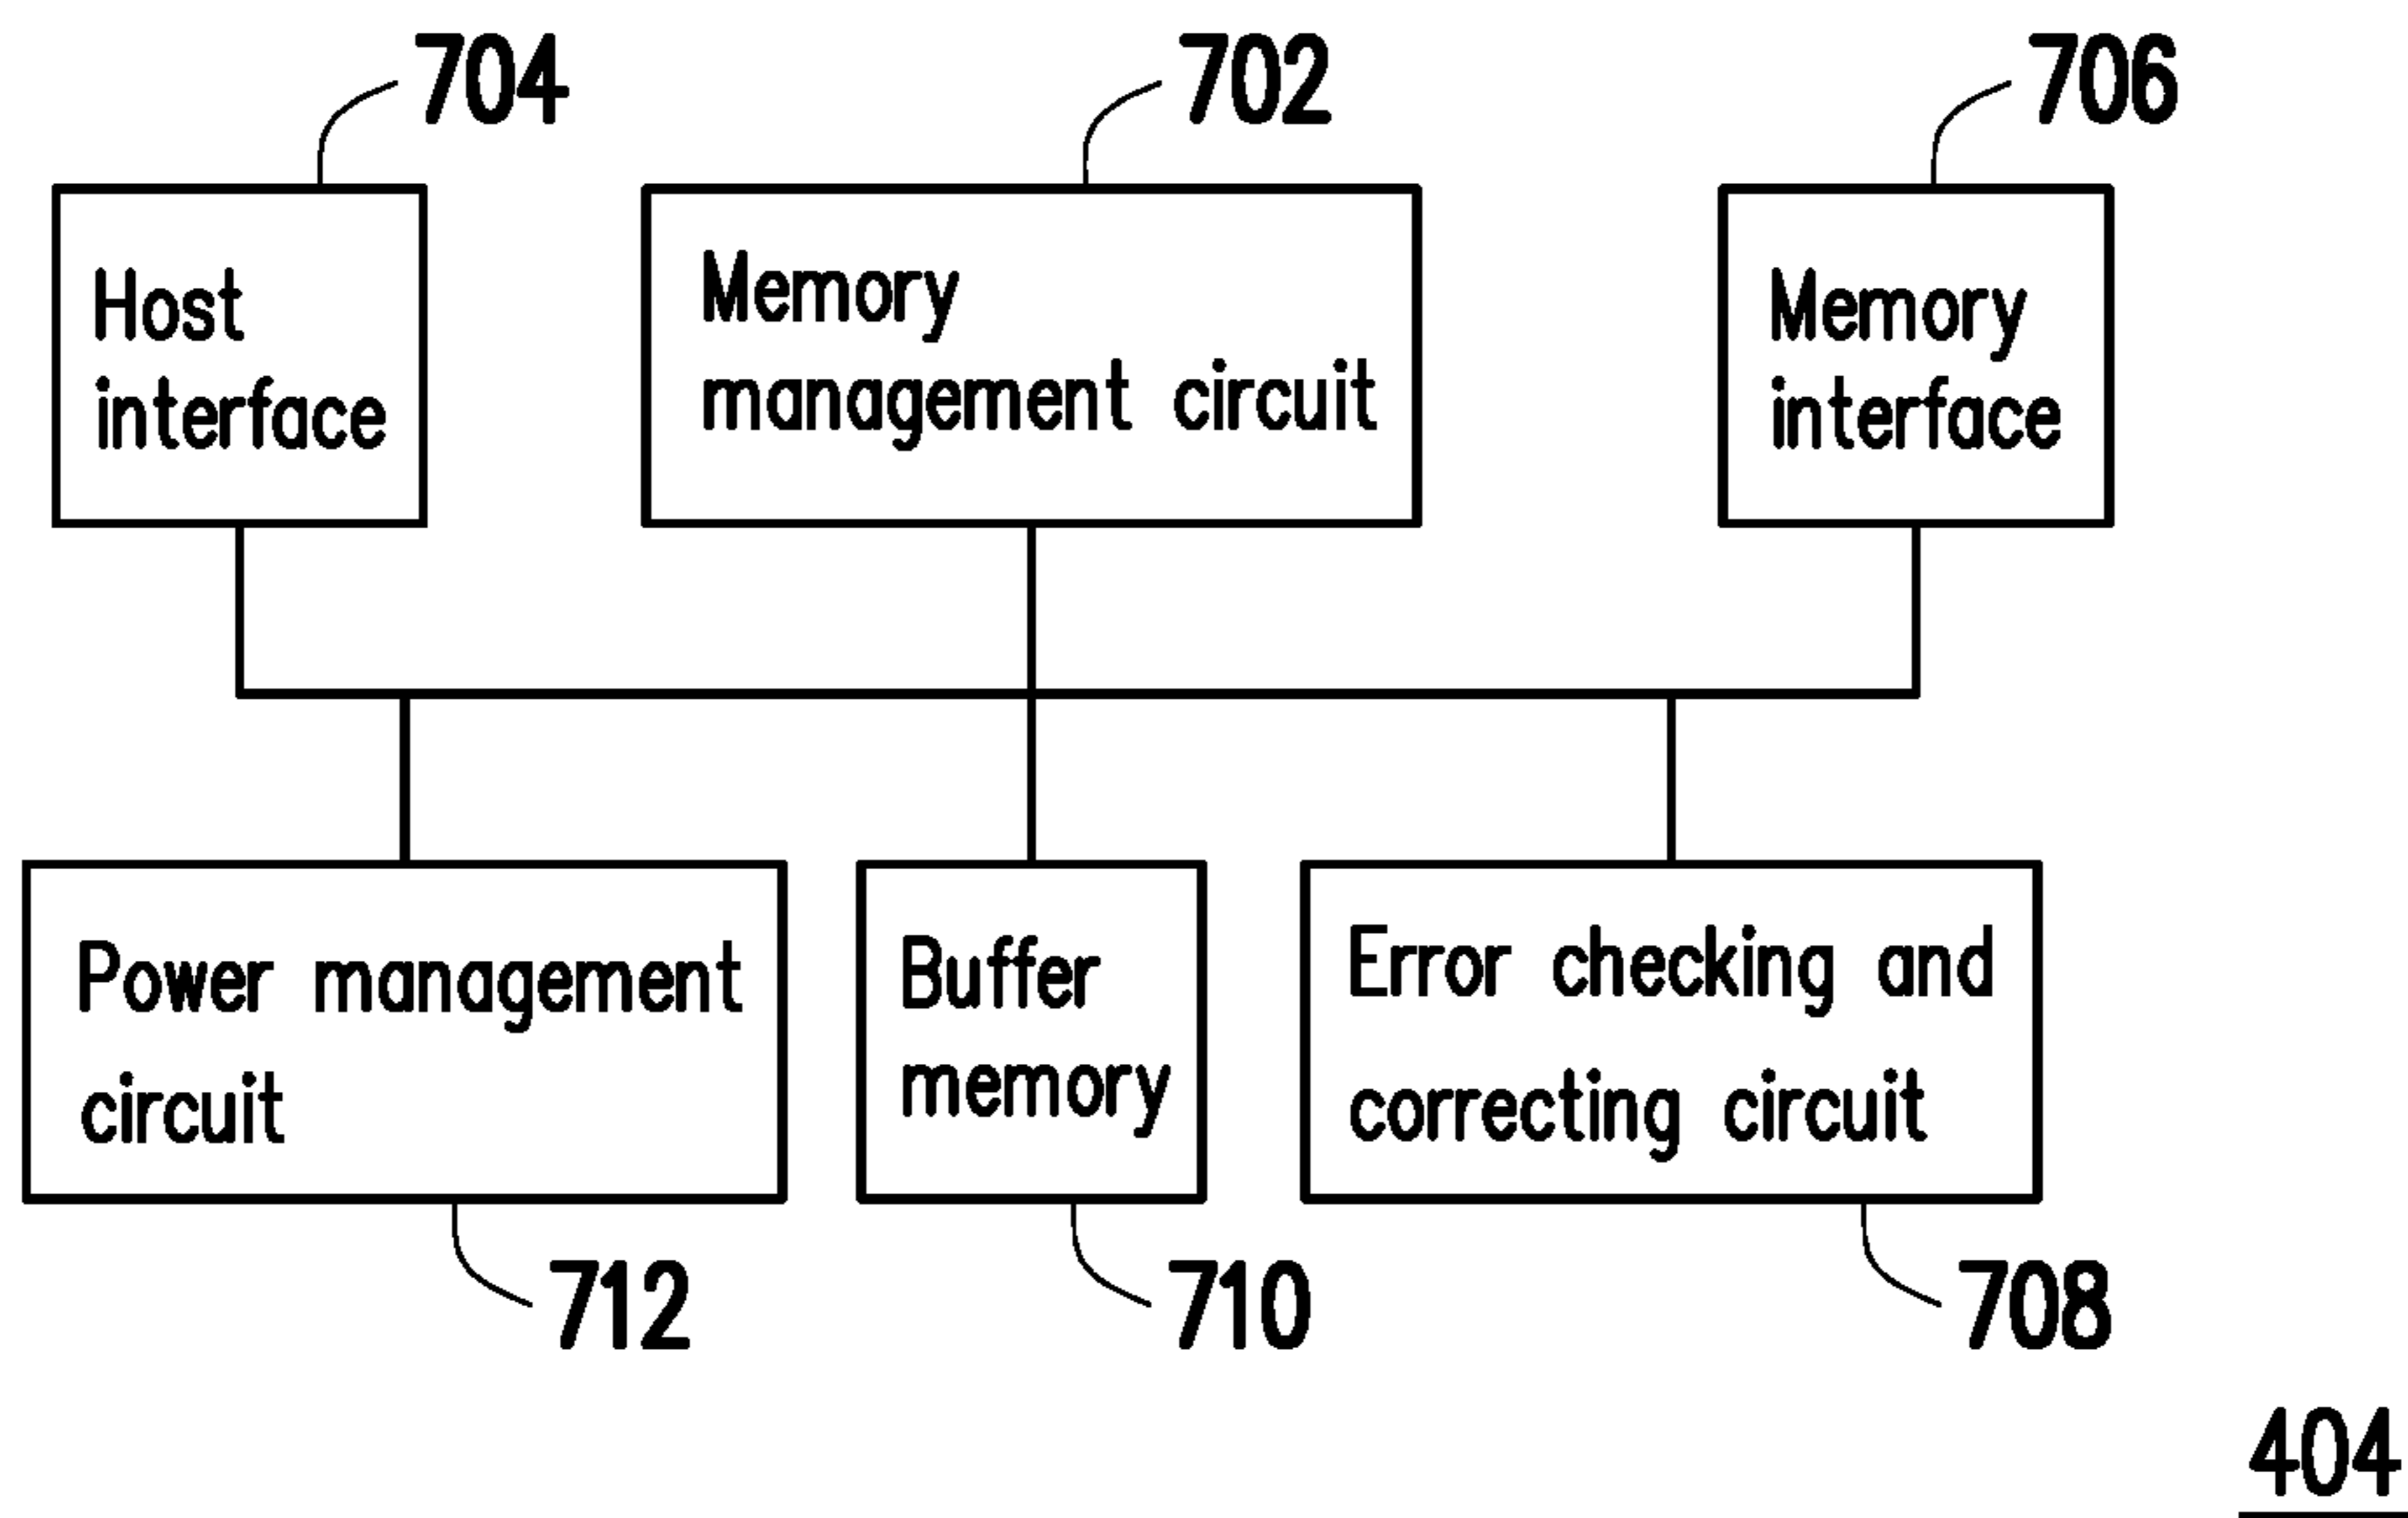 704
702
706
Host
interface
Memory
management circuit
Memory
interface
Power management
circuit
Buffer
memory
Error checking and
correcting circuit
712
710
708
404